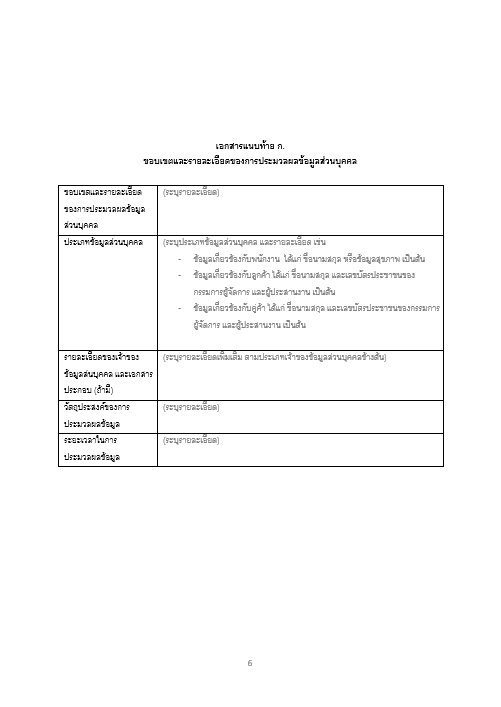 เอกสารแนบท้าย ก.
ขอบเขตและรายละเอียดของการประมวลผลข้อมูลส่วนบุคคล
ขอบเขตและรายละเอียด
ของการประมวลผลข้อมูล
ส่วนบุคคล
(ระบุรายละเอียด)
ประเภทข้อมูลส่วนบุคคล
(ระบุประเภทข้อมูลส่วนบุคคล และรายละเอียด เช่น
- ข้อมูลเกี่ยวข้องกับพนักงาน ได้แก่ ชื่อนามสกุล หรือข้อมูลสุขภาพ เป็นต้น
- ข้อมูลเกี่ยวข้องกับลูกค้า ได้แก่ ชื่อนามสกุล และเลขบัตรประชาชนของ
กรรมการผู้จัดการ และผู้ประสานงาน เป็นต้น
- ข้อมูลเกี่ยวข้องกับคู่ค้า ได้แก่ ชื่อนามสกุล และเลขบัตรประชาชนของกรรมการ
ผู้จัดการ และผู้ประสานงาน เป็นต้น
รายละเอียดของเจ้าของ
ข้อมูลส่วนบุคคล และเอกสาร
ประกอบ (ถ้ามี)
(ระบุรายละเอียดเพิ่มเติม ตามประเภทเจ้าของข้อมูลส่วนบุคคลข้างต้น)
วัตถุประสงค์ของการ
ประมวลผลข้อมูล
(ระบุรายละเอียด)
ระยะเวลาในการ
ประมวลผลข้อมูล
(ระบุรายละเอียด)
6